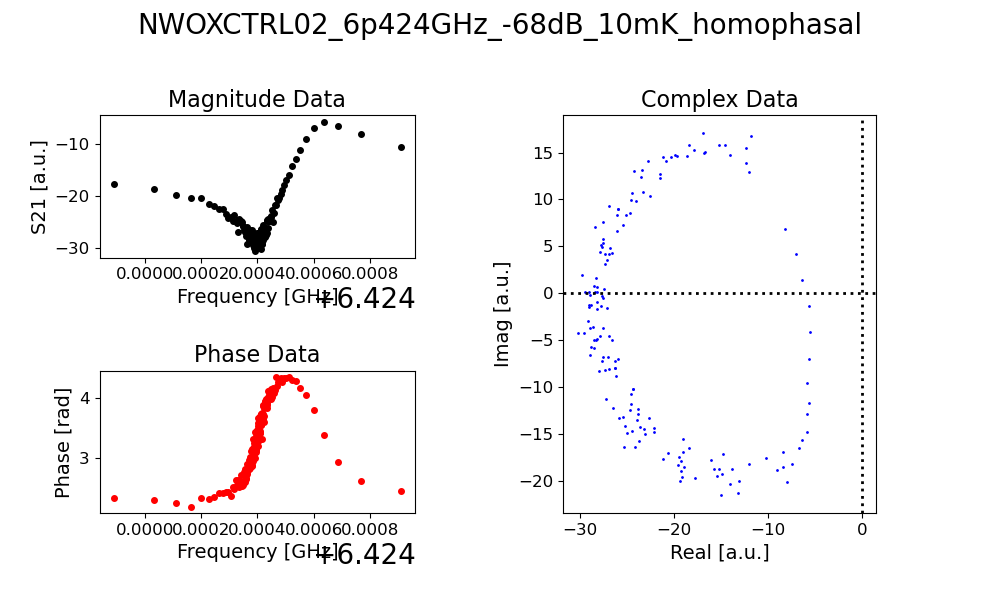 NWOXCTRL02_6p424GHz_-68dB_10mK_homophasal
Magnitude Data
S21 [a.u.]
−10
−20
−30
0.0000 0.0002 0.0004 0.0006 0.0008
Frequency [GHz]
+6.424
Phase Data
Phase [rad]
4
3
0.0000 0.0002 0.0004 0.0006 0.0008
Frequency [GHz]
+6.424
Complex Data
Imag [a.u.]
15
10
5
0
−5
−10
−15
−20
−30 −20 −10 0
Real [a.u.]